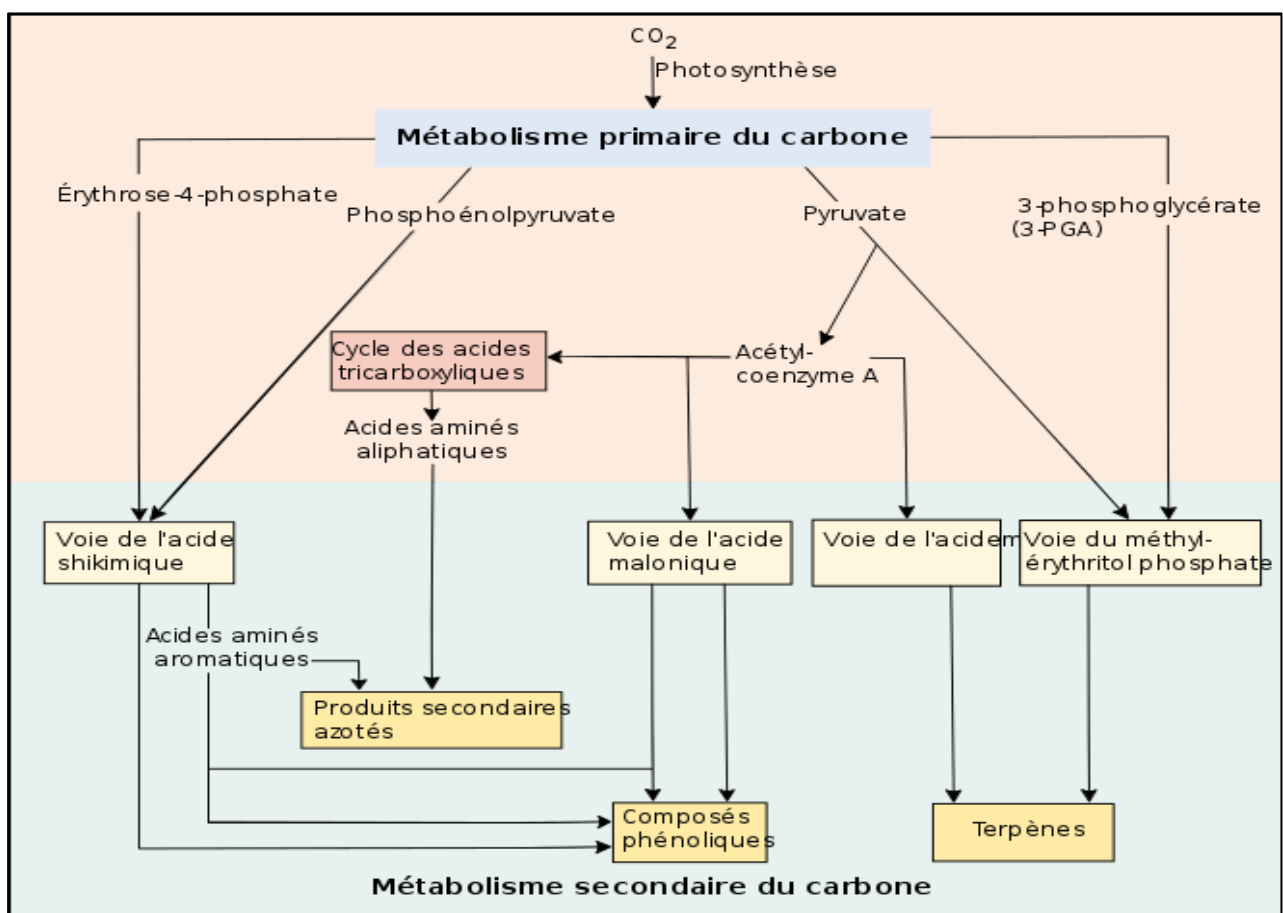 CO2
Photosynthèse
Métabolisme primaire du carbone
Érythrose-4-phosphate
Phosphoénolpyruvate
Pyruvate
3-phosphoglycérate
(3-PGA)
Cycle des acides
tricarboxyliques
Acétyl-
coenzyme A
Acides aminés
aliphatiques
Voie de l'acide
shikimique
Voie de l'acide
malonique
Voie de l'acidem
Voie du méthyl-
érythritol phosphate
Acides aminés
aromatiques
Produits secondaires
azotés
Composés
phénoliques
Terpènes
Métabolisme secondaire du carbone